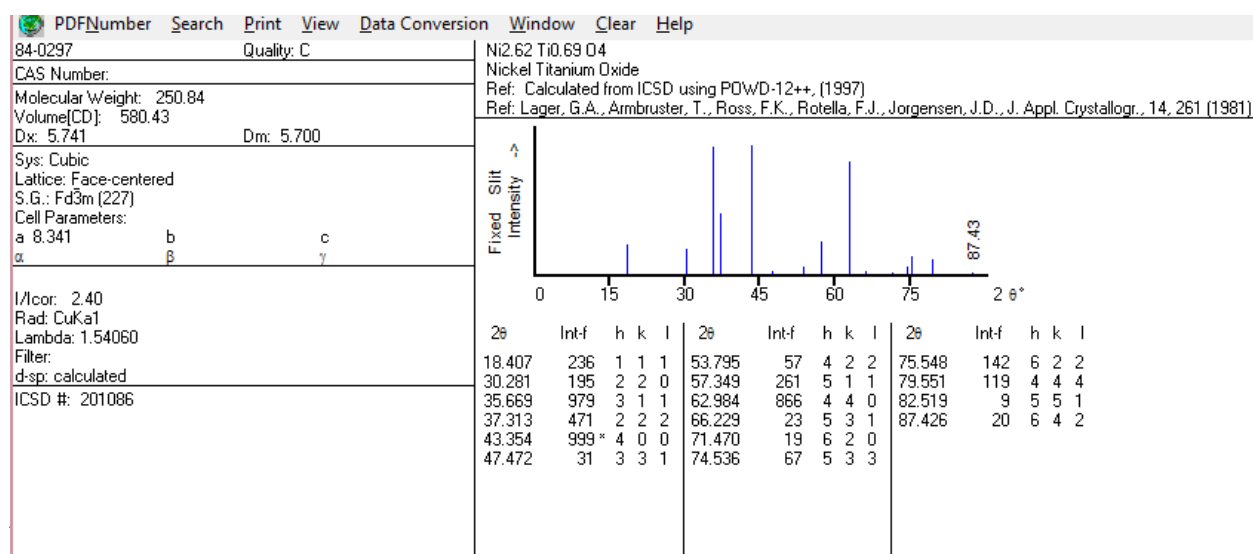 PDFNumber Search Print View Data Conversion Window Clear Help
84-0297 Quality: C
CAS Number:
Molecular Weight: 250.84
Volume[CD]: 580.43
Dx: 5.741 Dm: 5.700
Sys: Cubic
Lattice: Face-centered
S.G.: Fd3̅m (227)
Cell Parameters:
a 8.341 b c
α β γ
I/Icor: 2.40
Rad: CuKa1
Lambda: 1.54060
Filter:
d-sp: calculated
ICSD #: 201086
Ni2.62 Ti0.69 O4
Nickel Titanium Oxide
Ref: Calculated from ICSD using POWD-12++, (1997)
Ref: Lager, G.A., Armbruster, T., Ross, F.K., Rotella, F.J., Jorgensen, J.D., J. Appl. Crystallogr., 14, 261 (1981)
Fixed Slit
Intensity ->
87.43
0 15 30 45 60 75 2 θ°
2θ Int-f h k l 2θ Int-f h k l 2θ Int-f h k l
18.407 236 1 1 1 53.795 57 4 2 2 75.548 142 6 2 2
30.281 195 2 2 0 57.349 261 5 1 1 79.551 119 4 4 4
35.669 979 3 1 1 62.984 866 4 4 0 82.519 9 5 5 1
37.313 471 2 2 2 66.229 23 5 3 1 87.426 20 6 4 2
43.354 999* 4 0 0 71.470 19 6 2 0
47.472 31 3 3 1 74.536 67 5 3 3